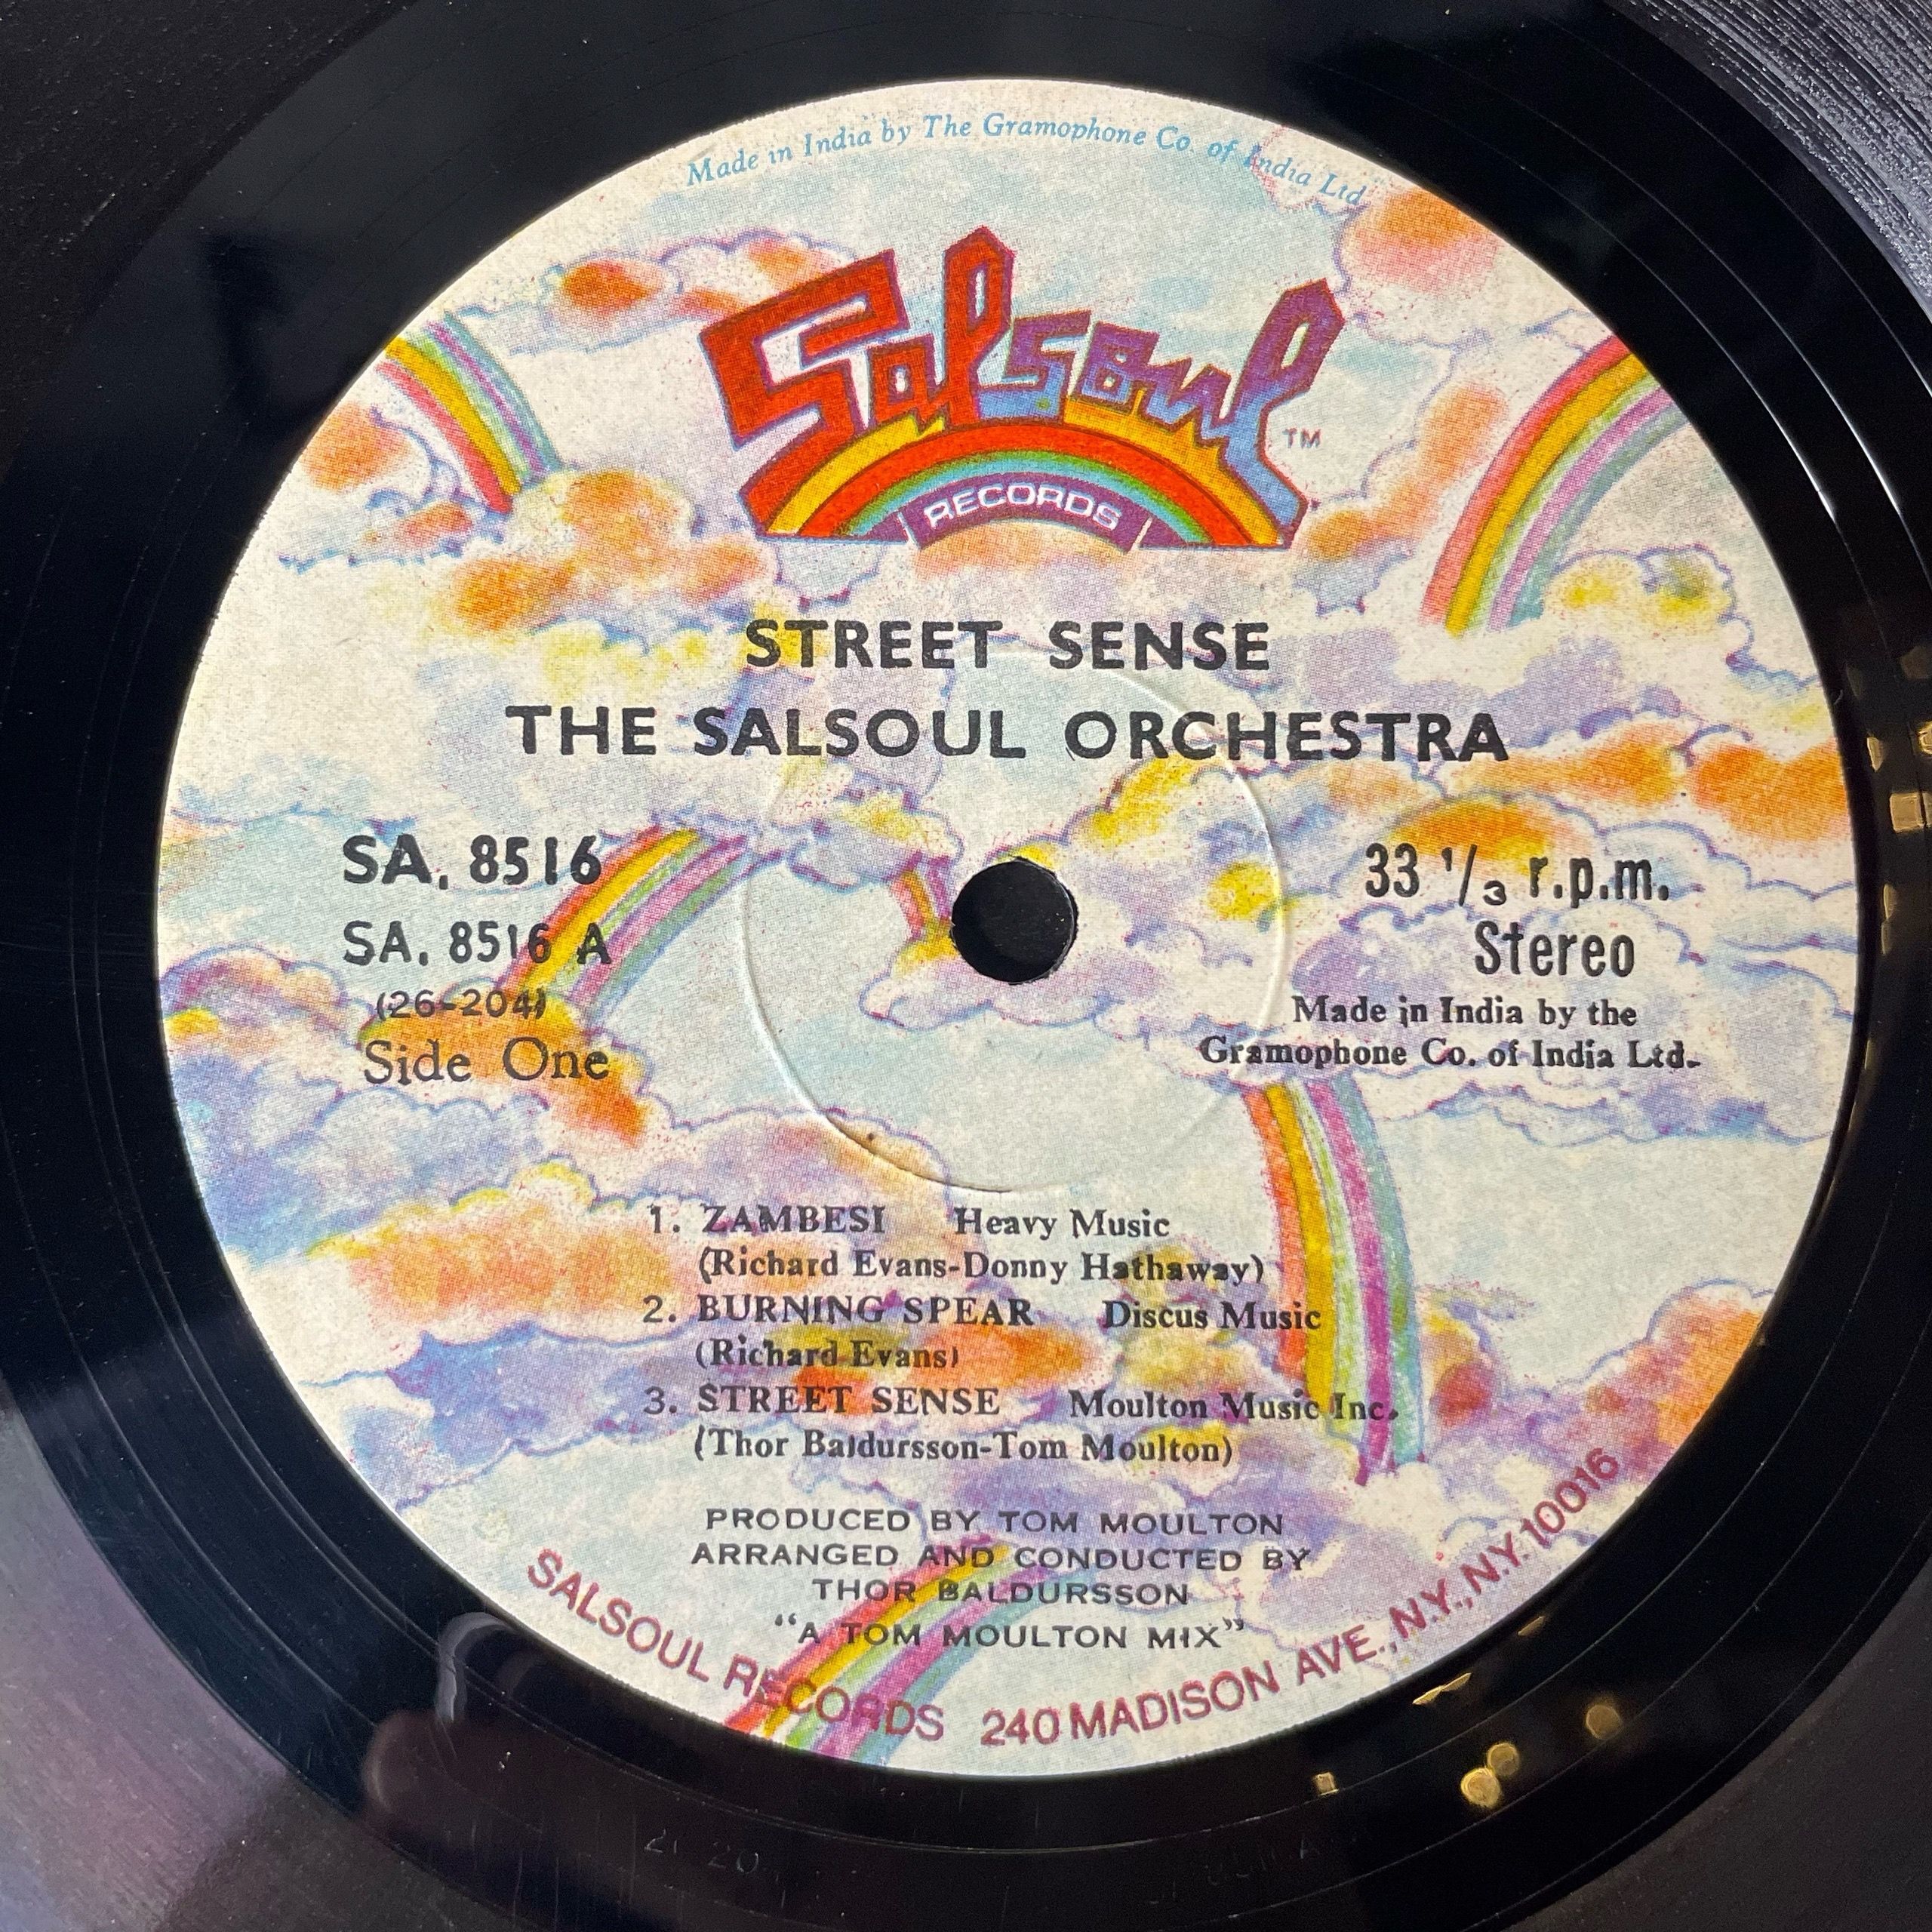 Made in India by The Gramophone Co. of India Ltd
Salsoul TM
RECORDS
STREET SENSE
THE SALSOUL ORCHESTRA
SA. 8516
SA. 8516 A
(26-204)
Side One
33 1/3 r.p.m.
Stereo
Made in India by the
Gramophone Co. of India Ltd.
1. ZAMBESI Heavy Music
(Richard Evans-Donny Hathaway)
2. BURNING SPEAR Discus Music
(Richard Evans)
3. STREET SENSE Moulton Music Inc.
(Thor Baldursson-Tom Moulton)
PRODUCED BY TOM MOULTON
ARRANGED AND CONDUCTED BY
THOR BALDURSSON
“A TOM MOULTON MIX”
SALSOUL RECORDS 240 MADISON AVE., N.Y., N.Y. 10016